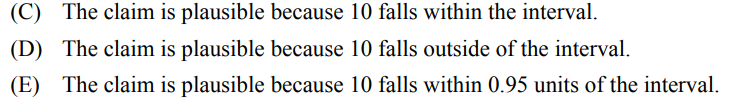 (C) The claim is plausible because 10 falls within the interval.
(D) The claim is plausible because 10 falls outside of the interval.
(E) The claim is plausible because 10 falls within 0.95 units of the interval.